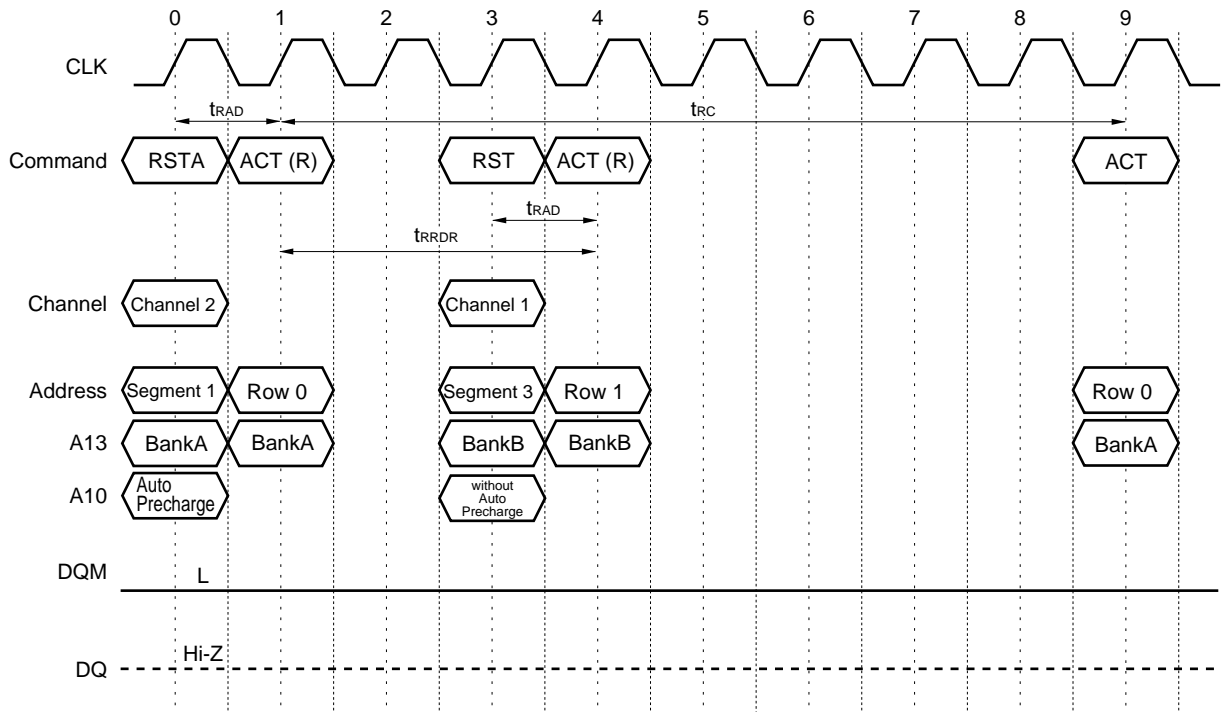 0 1 2 3 4 5 6 7 8 9
CLK
tRAD tRC
Command RSTA ACT (R) RST ACT (R) ACT
tRAD
tRRDR
Channel Channel 2 Channel 1
Address Segment 1 Row 0 Segment 3 Row 1 Row 0
A13 BankA BankA BankB BankB BankA
A10 Auto Precharge without Auto Precharge
DQM L
DQ Hi-Z